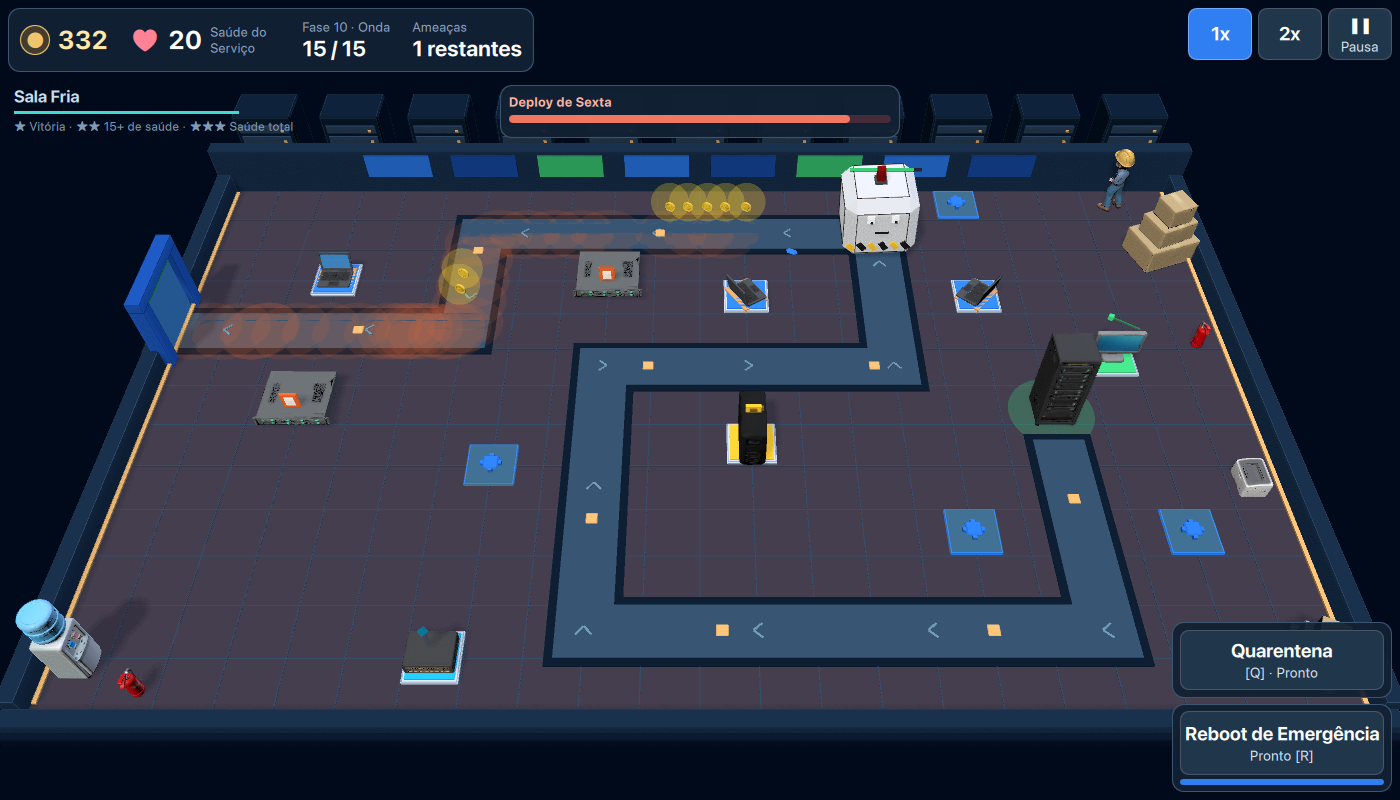 332
20
Saúde do
Serviço
Fase 10 · Onda
15 / 15
Ameaças
1 restantes
1x
2x
Pausa
Sala Fria
★ Vitória · ★★ 15+ de saúde · ★★★ Saúde total
Deploy de Sexta
Quarentena
[Q] · Pronto
Reboot de Emergência
Pronto [R]